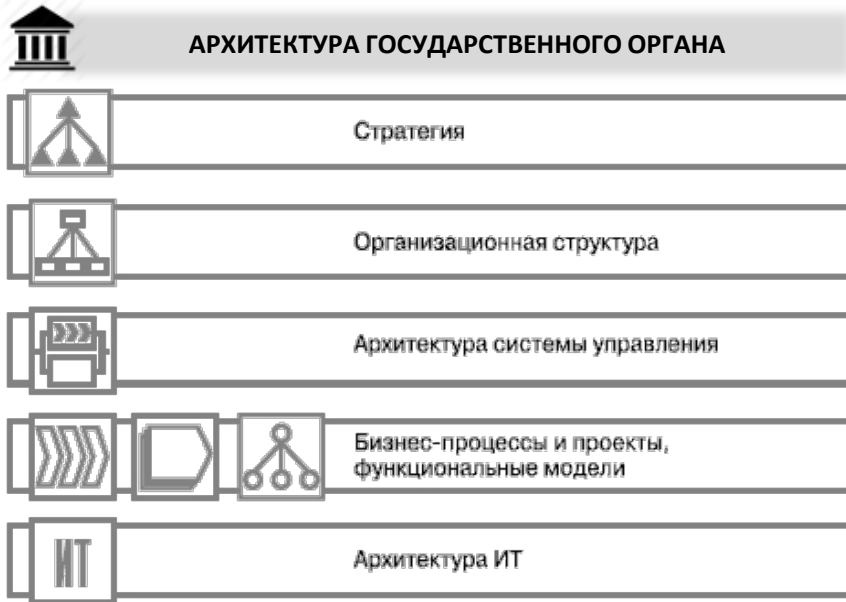 АРХИТЕКТУРА ГОСУДАРСТВЕННОГО ОРГАНА
Стратегия
Организационная структура
Архитектура системы управления
Бизнес-процессы и проекты,
функциональные модели
ИТ
Архитектура ИТ